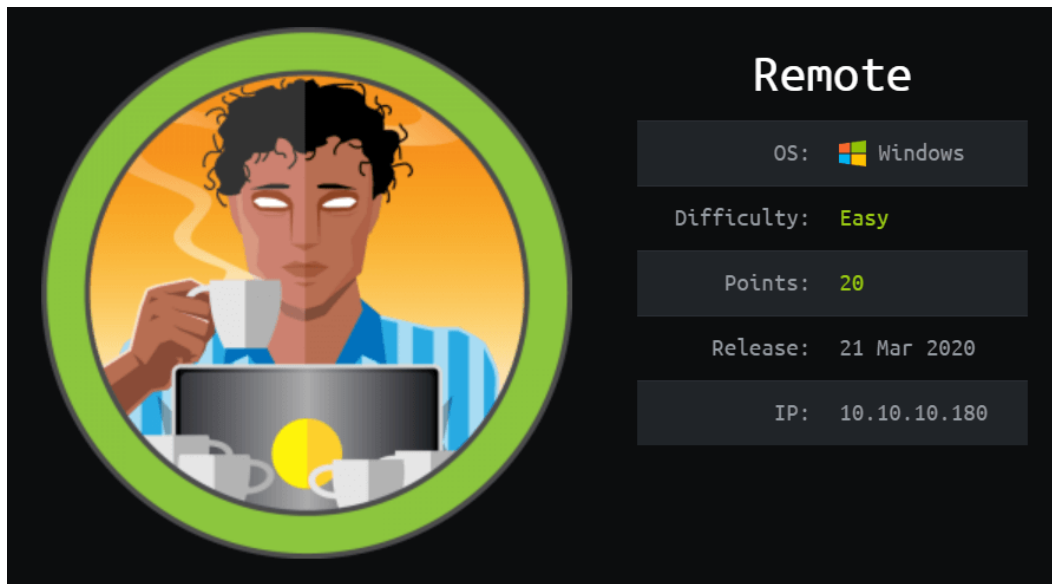 Remote
OS: Windows
Difficulty: Easy
Points: 20
Release: 21 Mar 2020
IP: 10.10.10.180